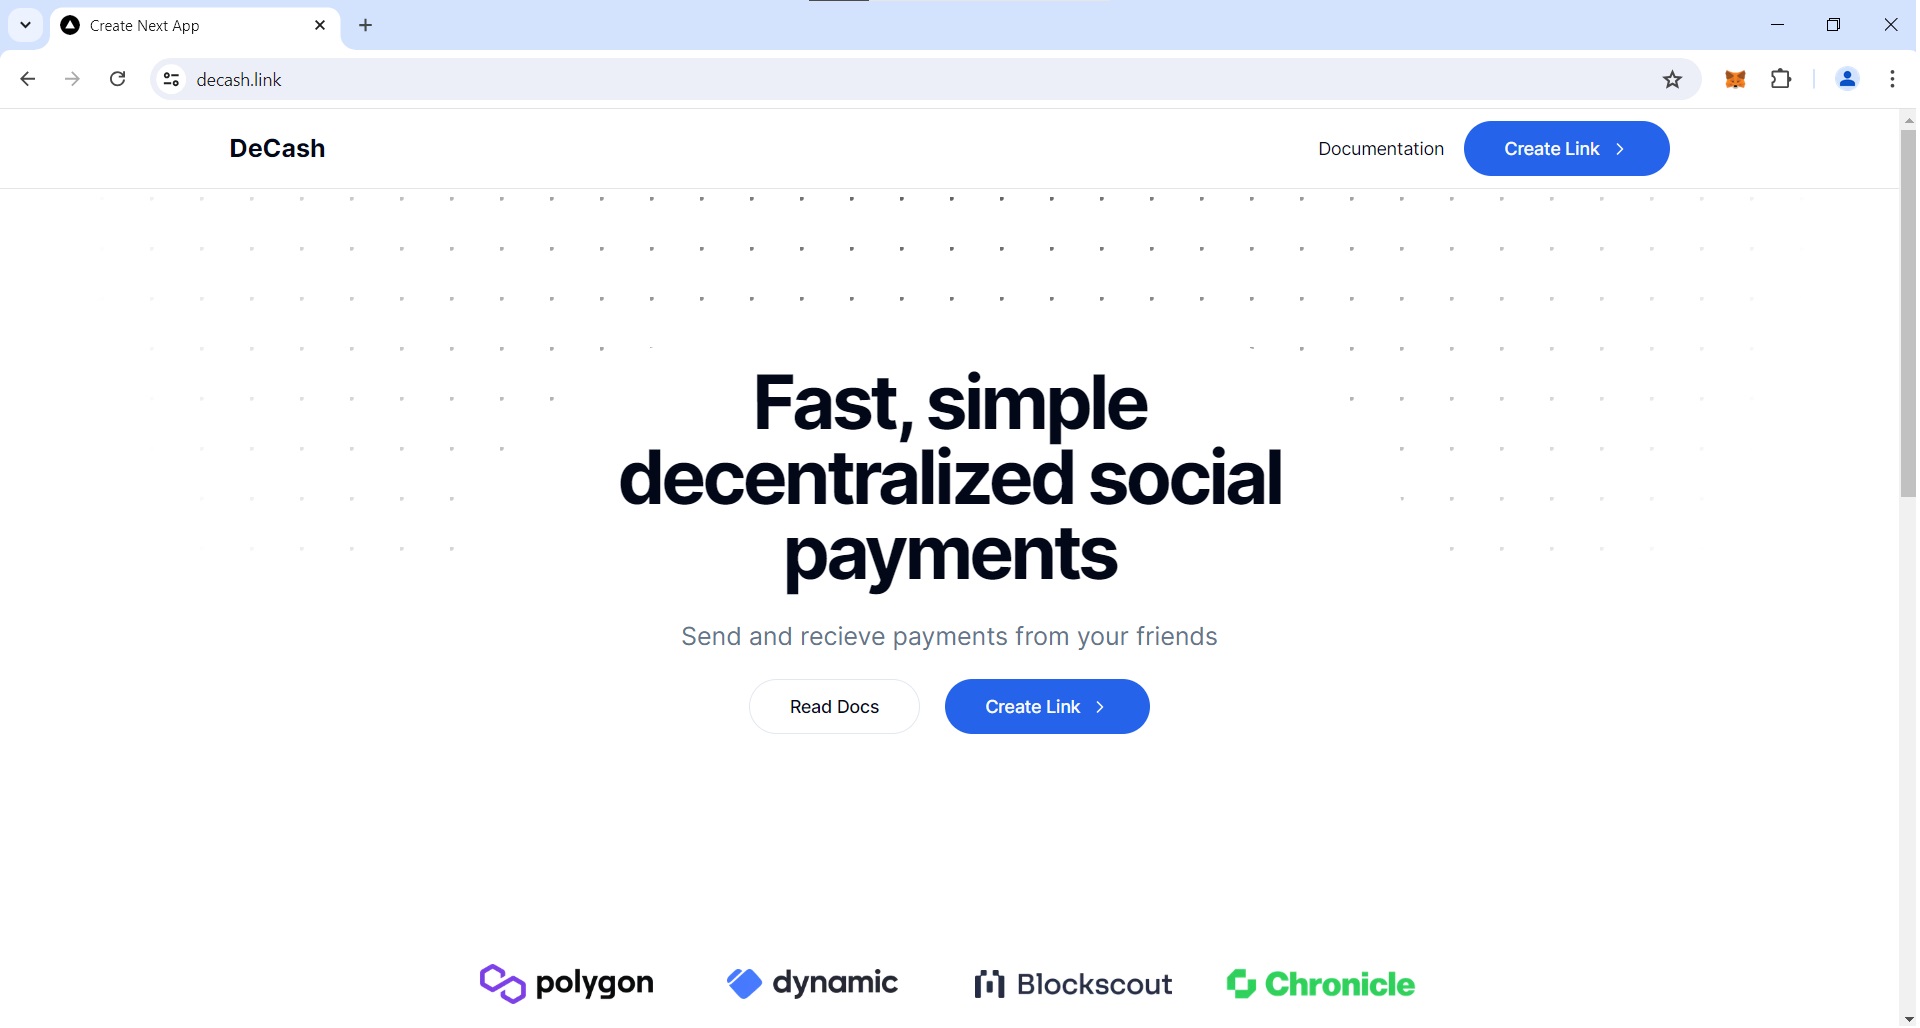 Create Next App
decash.link
DeCash
Documentation
Create Link
Fast, simple
decentralized social
payments
Send and recieve payments from your friends
Read Docs
Create Link
polygon
dynamic
Blockscout
Chronicle